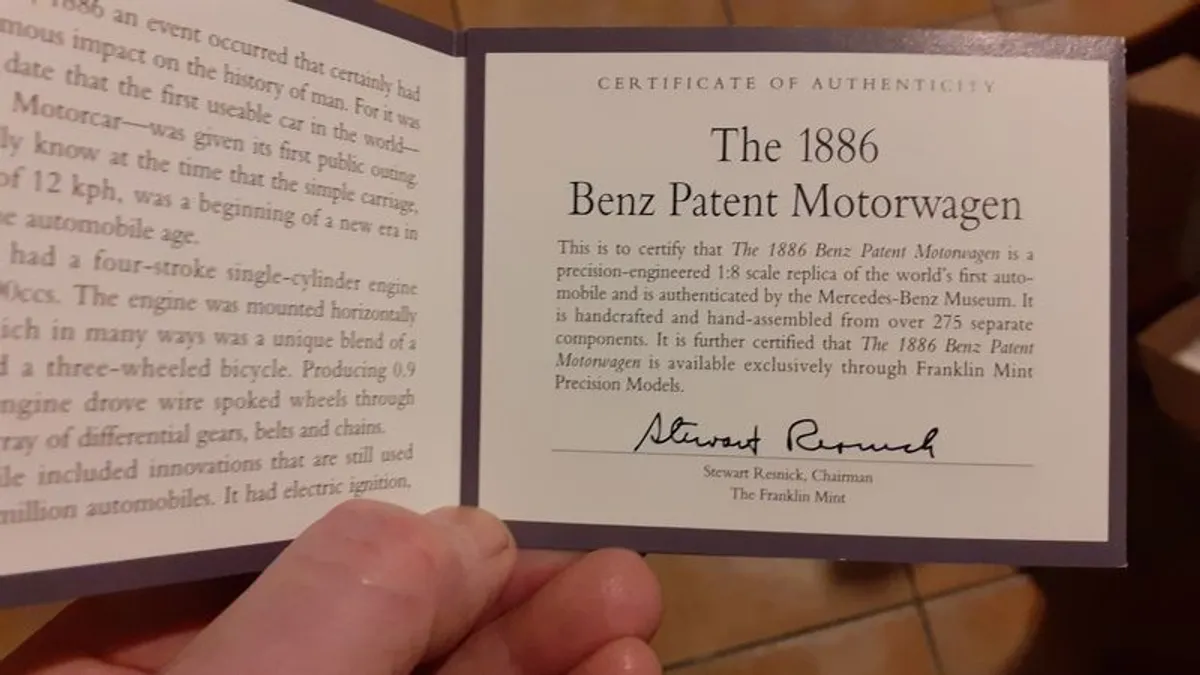 1886 an event occurred that certainly had
mous impact on the history of man. For it was
date that the first useable car in the world—
Motorcar—was given its first public outing.
ly know at the time that the simple carriage,
of 12 kph, was a beginning of a new era in
e automobile age.
had a four-stroke single-cylinder engine
0ccs. The engine was mounted horizontally
ich in many ways was a unique blend of a
d a three-wheeled bicycle. Producing 0.9
ngine drove wire spoked wheels through
ray of differential gears, belts and chains.
le included innovations that are still used
million automobiles. It had electric ignition,
CERTIFICATE OF AUTHENTICITY
The 1886
Benz Patent Motorwagen
This is to certify that The 1886 Benz Patent Motorwagen is a
precision-engineered 1:8 scale replica of the world's first auto-
mobile and is authenticated by the Mercedes-Benz Museum. It
is handcrafted and hand-assembled from over 275 separate
components. It is further certified that The 1886 Benz Patent
Motorwagen is available exclusively through Franklin Mint
Precision Models.
Stewart Resnick
Stewart Resnick, Chairman
The Franklin Mint